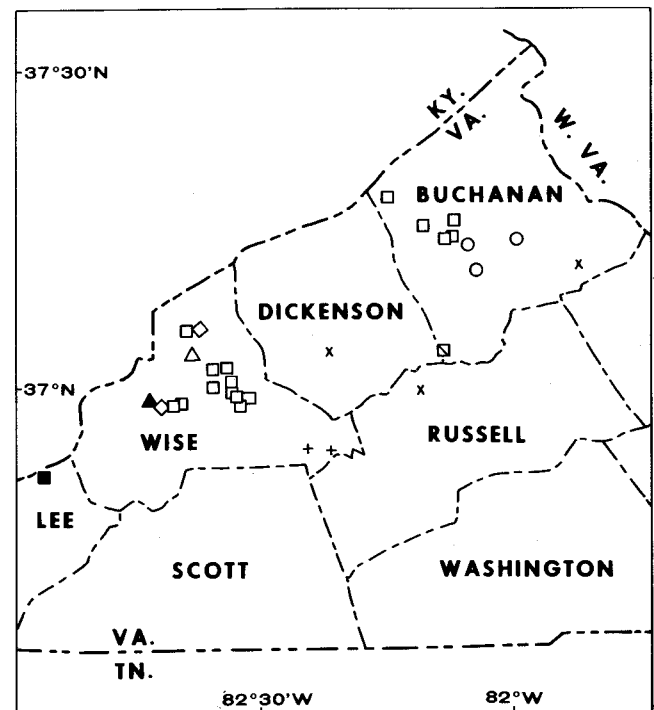 37°30'N
KY.
VA.
W. VA.
BUCHANAN
DICKENSON
37°N
WISE
RUSSELL
LEE
SCOTT
WASHINGTON
VA.
TN.
82°30'W
82°W